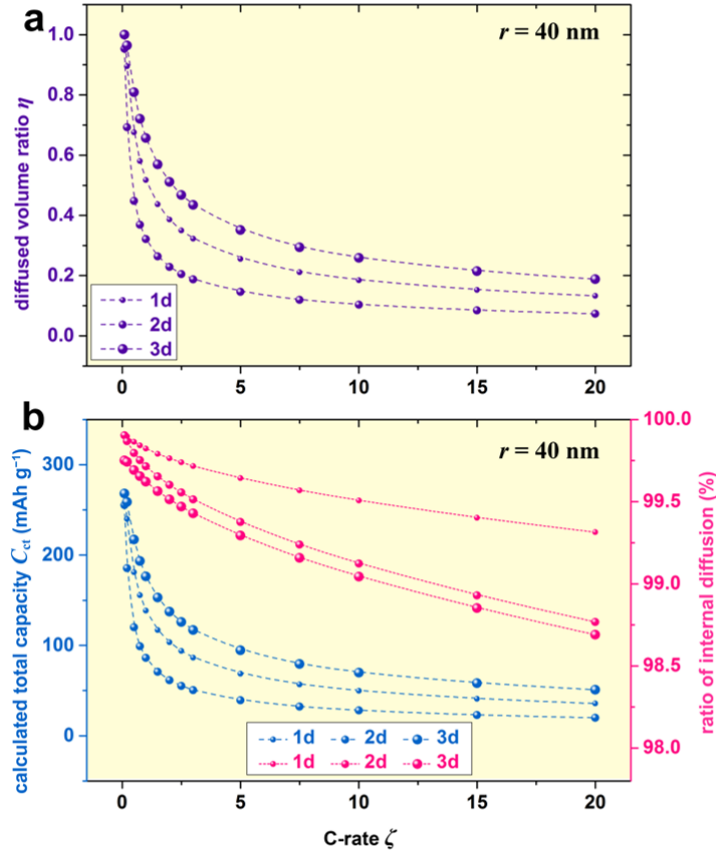 a
r = 40 nm
diffused volume ratio η
1.0
0.8
0.6
0.4
0.2
0.0
1d
2d
3d
0
5
10
15
20
b
r = 40 nm
calculated total capacity Cct (mAh g⁻¹)
300
200
100
0
100.0
99.5
99.0
98.5
98.0
ratio of internal diffusion (%)
1d 2d 3d
1d 2d 3d
0
5
10
15
20
C-rate ζ